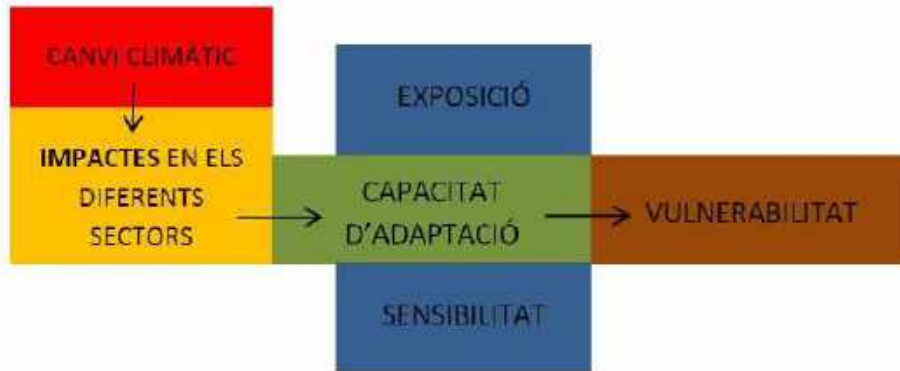 CANVI CLIMÀTIC
IMPACTES EN ELS
DIFERENTS
SECTORS
EXPOSICIÓ
CAPACITAT
D'ADAPTACIÓ
SENSIBILITAT
VULNERABILITAT